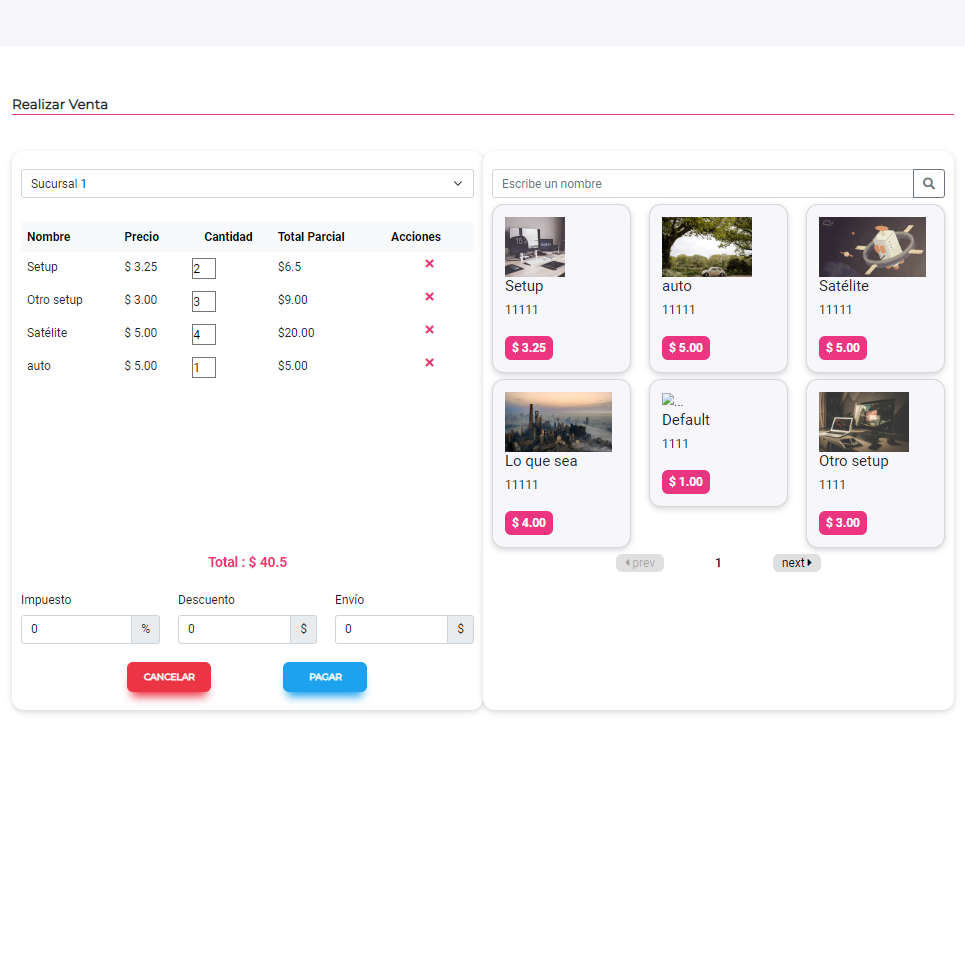 Realizar Venta
Sucursal 1
Nombre Precio Cantidad Total Parcial Acciones
Setup $ 3.25 2 $6.5
Otro setup $ 3.00 3 $9.00
Satélite $ 5.00 4 $20.00
auto $ 5.00 1 $5.00
Total : $ 40.5
Impuesto Descuento Envío
0 % 0 $ 0 $
CANCELAR PAGAR
Escribe un nombre
Setup
11111
$ 3.25
auto
11111
$ 5.00
Satélite
11111
$ 5.00
Lo que sea
11111
$ 4.00
...
Default
1111
$ 1.00
Otro setup
1111
$ 3.00
prev 1 next